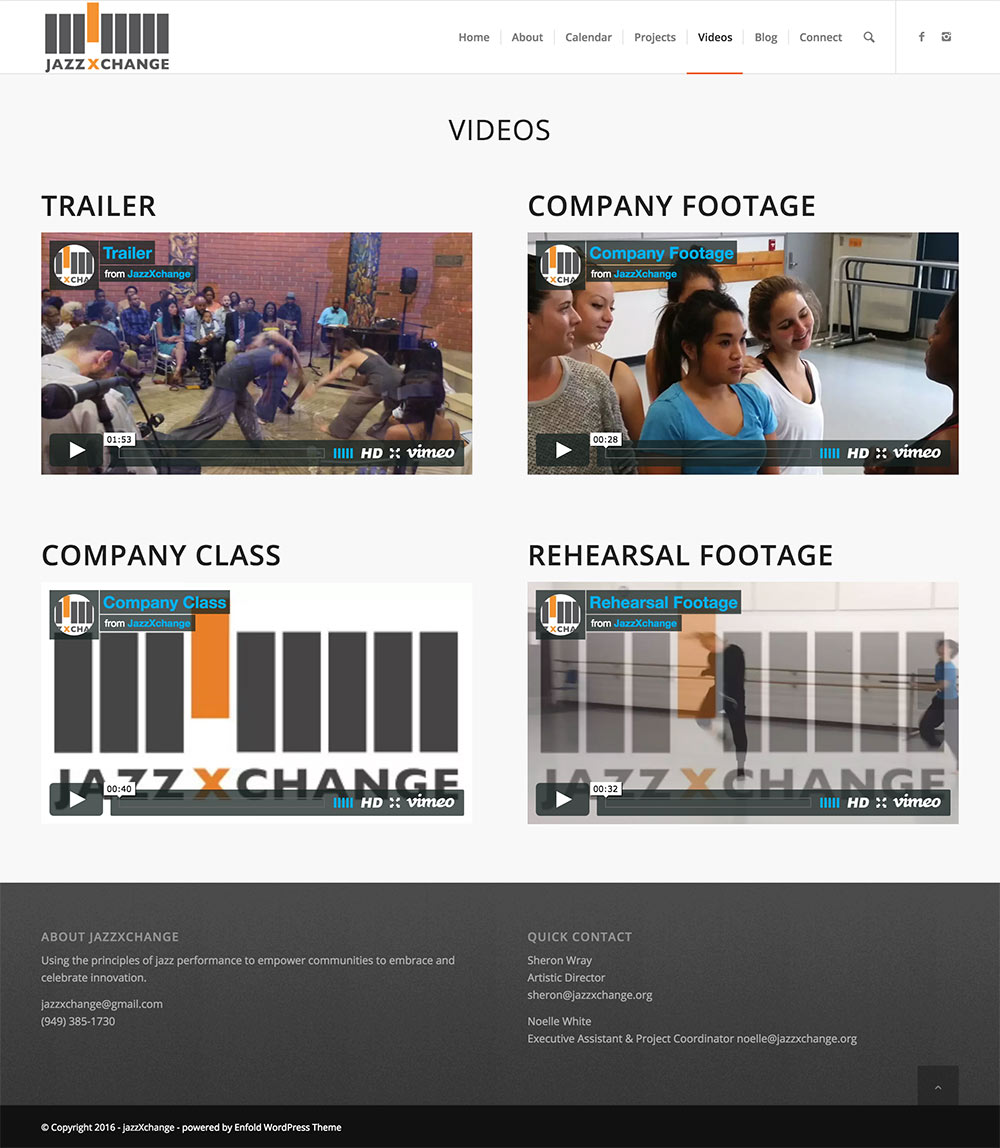 JAZZXCHANGE
Home
About
Calendar
Projects
Videos
Blog
Connect
VIDEOS
TRAILER
Trailer
from JazzXchange
01:53
HD
vimeo
COMPANY FOOTAGE
Company Footage
from JazzXchange
00:28
HD
vimeo
COMPANY CLASS
Company Class
from JazzXchange
JAZZXCHANGE
00:40
HD
vimeo
REHEARSAL FOOTAGE
Rehearsal Footage
from JazzXchange
JAZZXCHANGE
00:32
HD
vimeo
ABOUT JAZZXCHANGE
Using the principles of jazz performance to empower communities to embrace and
celebrate innovation.
jazzxchange@gmail.com
(949) 385-1730
QUICK CONTACT
Sheron Wray
Artistic Director
sheron@jazzxchange.org
Noelle White
Executive Assistant & Project Coordinator noelle@jazzxchange.org
© Copyright 2016 - jazzXchange - powered by Enfold WordPress Theme